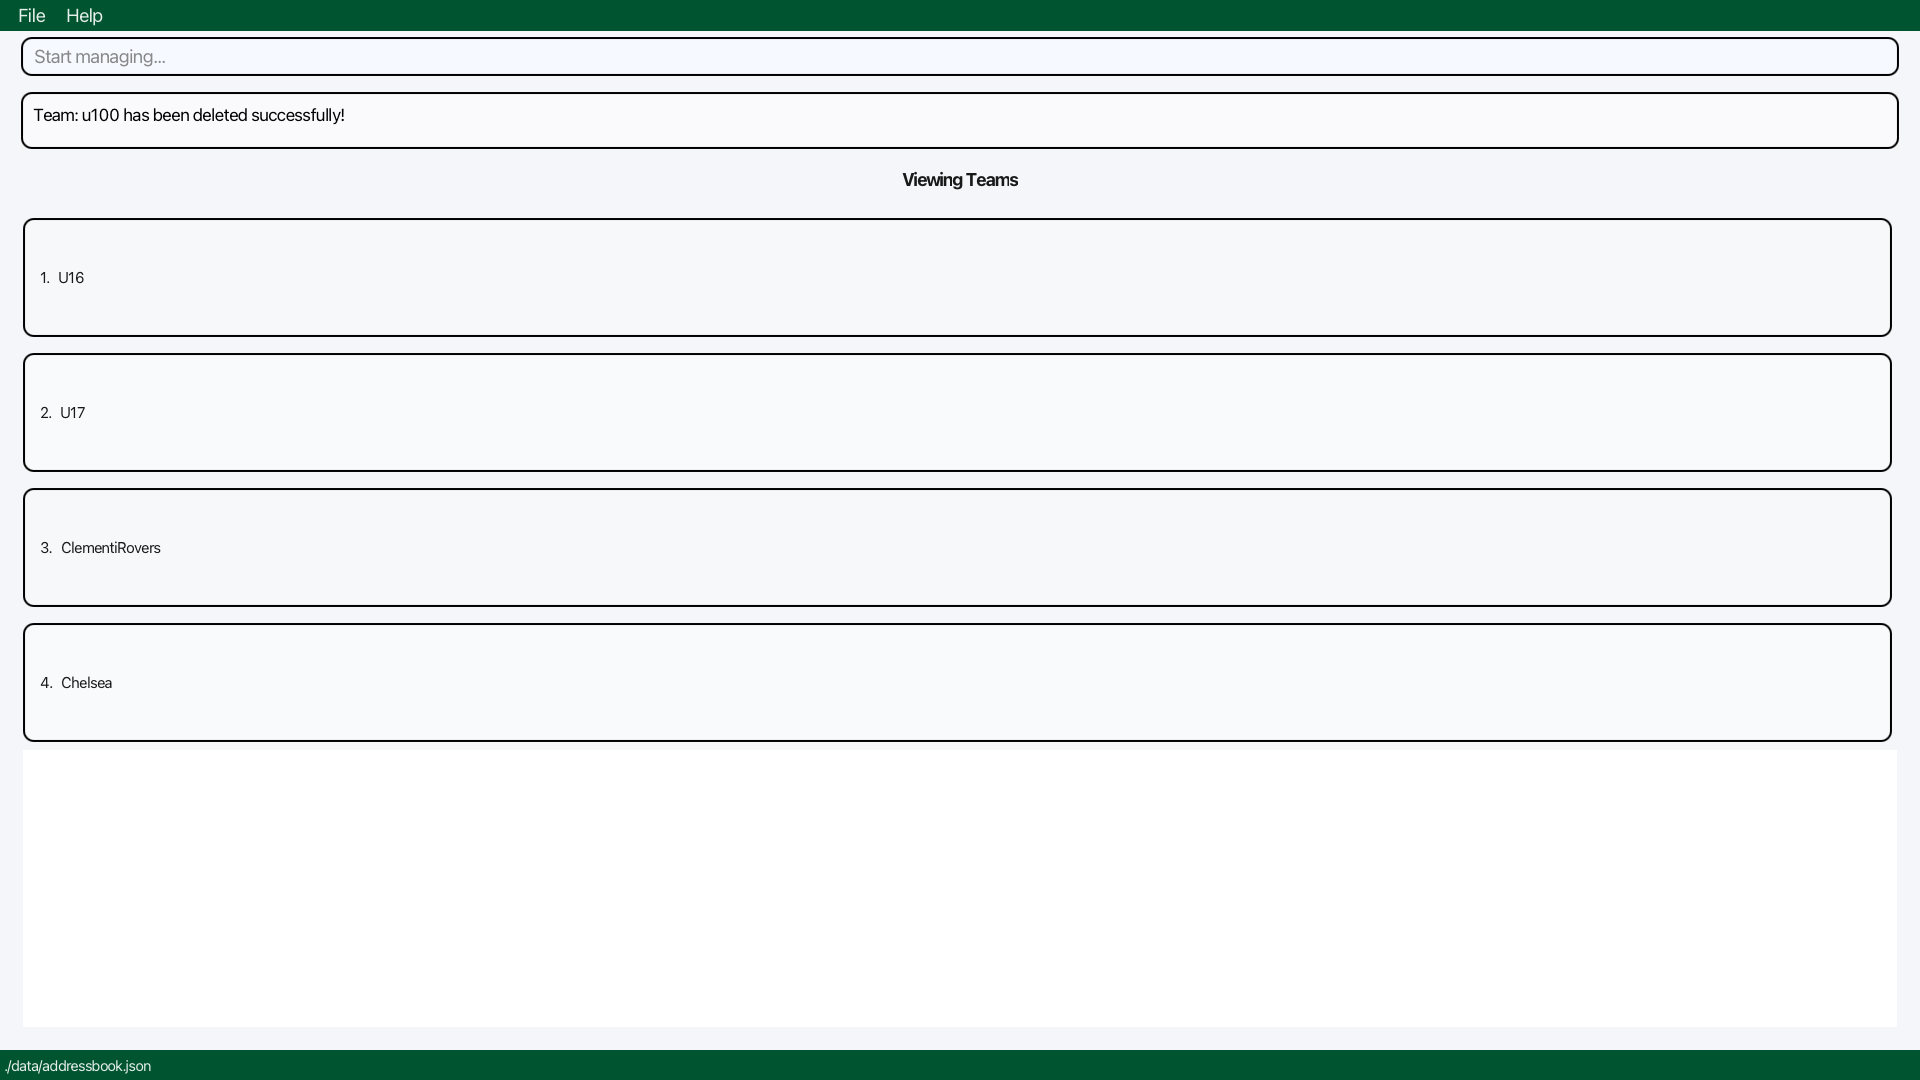 File Help
Start managing...
Team: u100 has been deleted successfully!
Viewing Teams
1. U16
2. U17
3. ClementiRovers
4. Chelsea
./data/addressbook.json